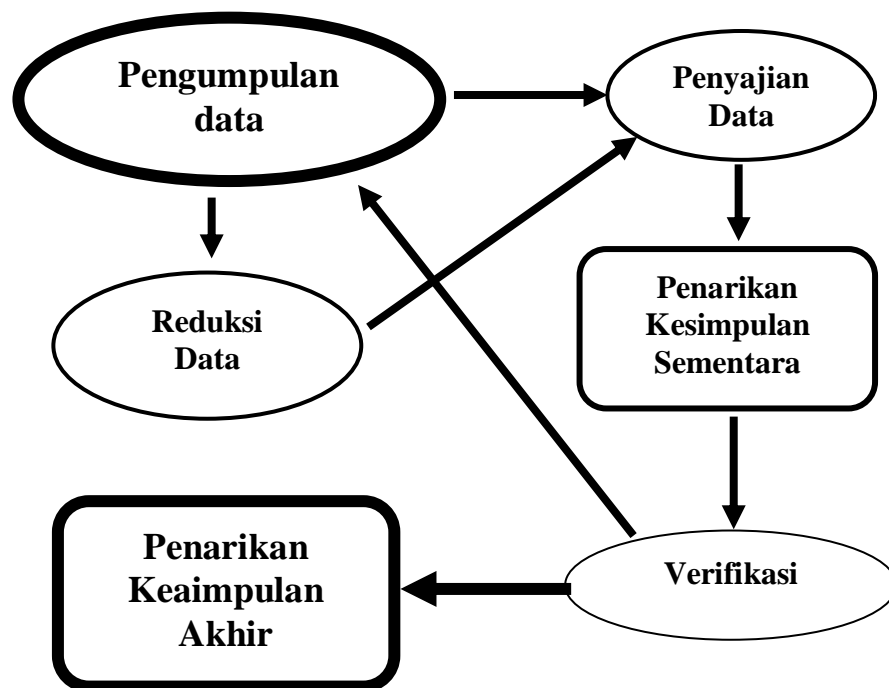 Pengumpulan
data
Penyajian
Data
Reduksi
Data
Penarikan
Kesimpulan
Sementara
Penarikan
Keaimpulan
Akhir
Verifikasi